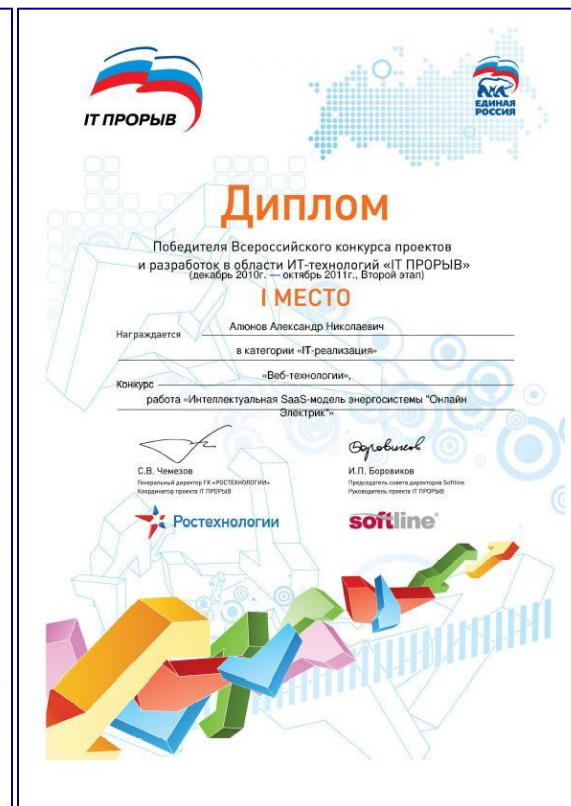 IT ПРОРЫВ
ЕДИНАЯ
РОССИЯ
Диплом
Победителя Всероссийского конкурса проектов
и разработок в области ИТ-технологий «IT ПРОРЫВ»
(декабрь 2010г. — октябрь 2011г., Второй этап)
I МЕСТО
Награждается Алюнов Александр Николаевич
в категории «IT-реализация»
Конкурс «Веб-технологии»,
работа «Интеллектуальная SaaS-модель энергосистемы "Онлайн
Электрик"»
Боровиков
С.В. Чемезов
Генеральный директор ГК «РОСТЕХНОЛОГИИ»
Координатор проекта IT ПРОРЫВ
И.П. Боровиков
Председатель совета директоров Softline
Руководитель проекта IT ПРОРЫВ
Ростехнологии
softline®